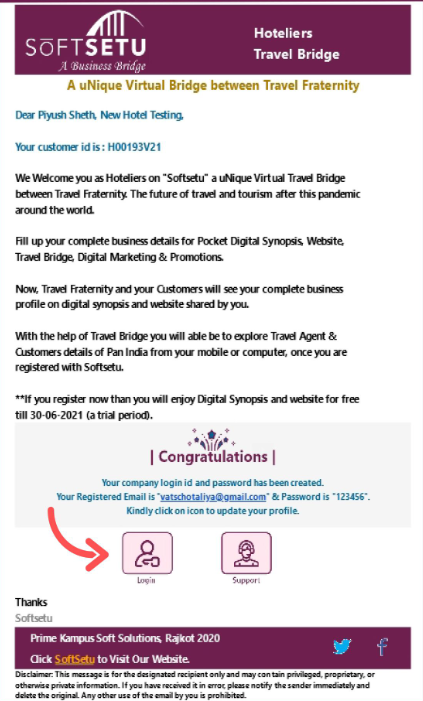 SOFTSETU
A Business Bridge
Hoteliers
Travel Bridge
A uNique Virtual Bridge between Travel Fraternity
Dear Piyush Sheth, New Hotel Testing,
Your customer id is : H00193V21
We Welcome you as Hoteliers on "Softsetu" a uNique Virtual Travel Bridge
between Travel Fraternity. The future of travel and tourism after this pandemic
around the world.
Fill up your complete business details for Pocket Digital Synopsis, Website,
Travel Bridge, Digital Marketing & Promotions.
Now, Travel Fraternity and your Customers will see your complete business
profile on digital synopsis and website shared by you.
With the help of Travel Bridge you will able be to explore Travel Agent &
Customers details of Pan India from your mobile or computer, once you are
registered with Softsetu.
**If you register now than you will enjoy Digital Synopsis and website for free
till 30-06-2021 (a trial period).
| Congratulations |
Your company login id and password has been created.
Your Registered Email is "vatschotaliya@gmail.com" & Password is "123456".
Kindly click on icon to update your profile.
Login
Support
Thanks
Softsetu
Prime Kampus Soft Solutions, Rajkot 2020
Click SoftSetu to Visit Our Website.
Disclaimer: This message is for the designated recipient only and may contain privileged, proprietary, or
otherwise private information. If you have received it in error, please notify the sender immediately and
delete the original. Any other use of the email by you is prohibited.